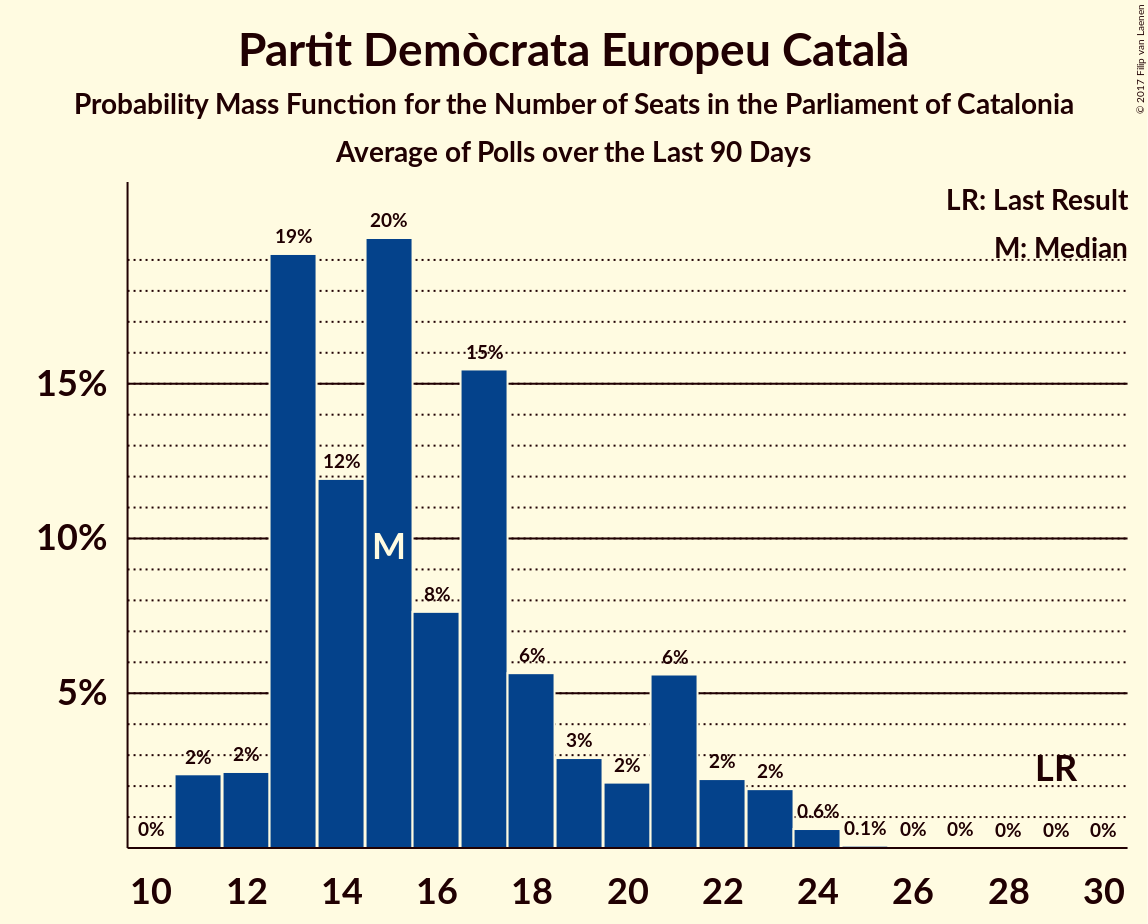 Partit Demòcrata Europeu Català
Probability Mass Function for the Number of Seats in the Parliament of Catalonia
Average of Polls over the Last 90 Days
© 2017 Filip van Laenen
LR: Last Result
M: Median
20%
19%
15%
15%
12%
10%
M
8%
6%
6%
5%
3%
2%
2%
2%
2%
2%
LR
0.6%
0%
0.1%
0%
0%
0%
0%
0%
10 12 14 16 18 20 22 24 26 28 30